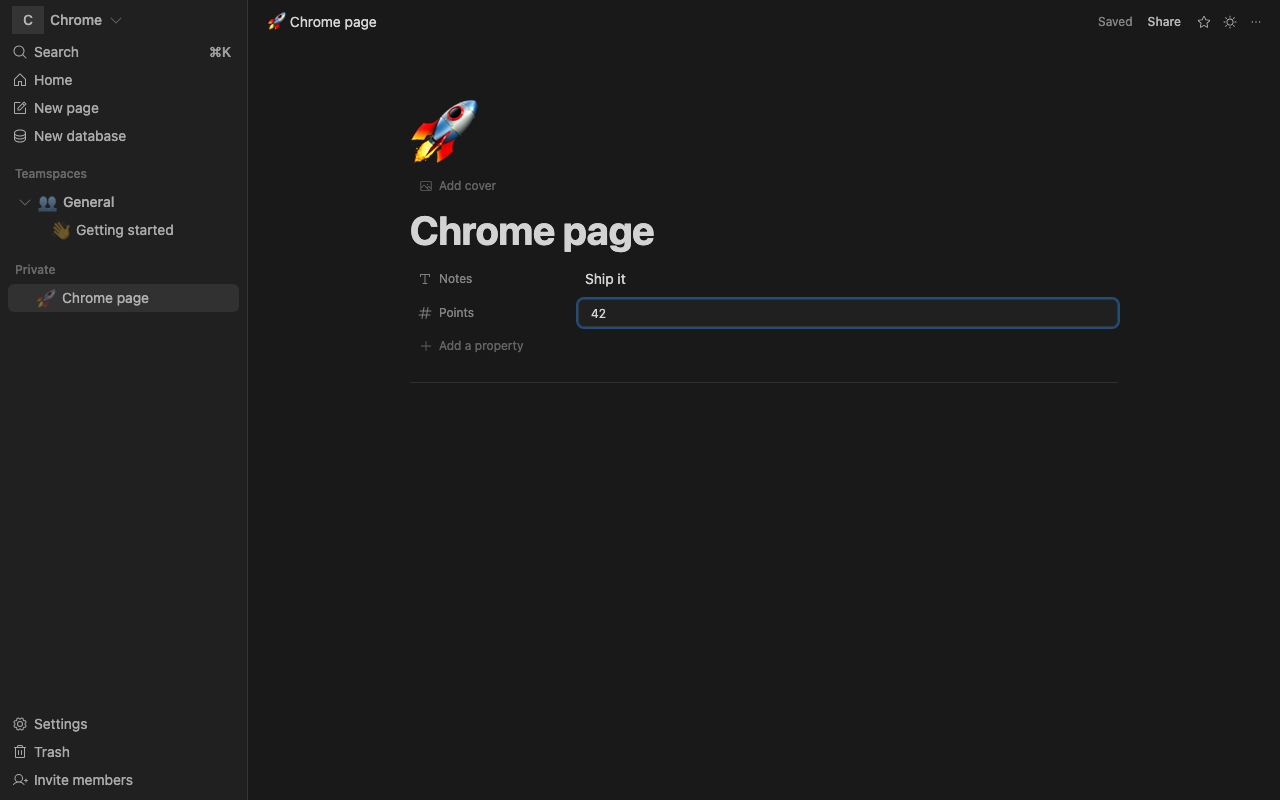 C Chrome
Search ⌘K
Home
New page
New database
Teamspaces
General
Getting started
Private
Chrome page
Settings
Trash
Invite members
Chrome page
Saved Share
Add cover
Chrome page
Notes Ship it
Points 42
Add a property